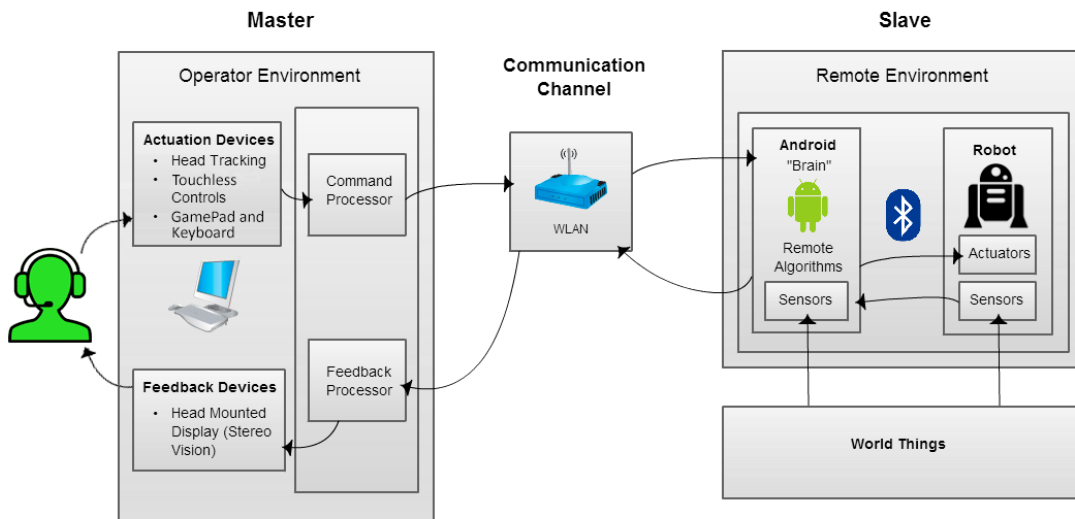 Master
Operator Environment
Actuation Devices
• Head Tracking
• Touchless
Controls
• GamePad and
Keyboard
Command
Processor
Feedback
Processor
Feedback Devices
• Head Mounted
Display (Stereo
Vision)
Communication
Channel
WLAN
Slave
Remote Environment
Android
"Brain"
Remote
Algorithms
Sensors
Robot
Actuators
Sensors
World Things